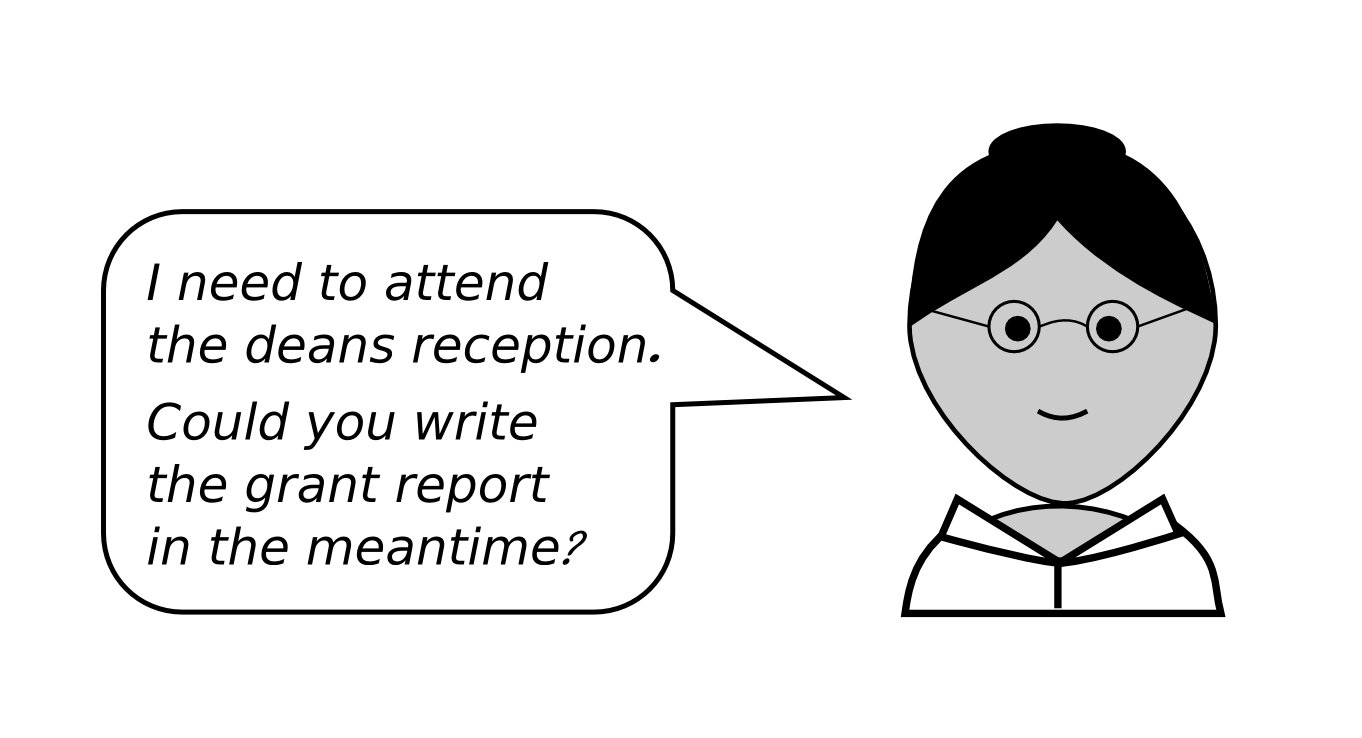 I need to attend
the deans reception.
Could you write
the grant report
in the meantime?